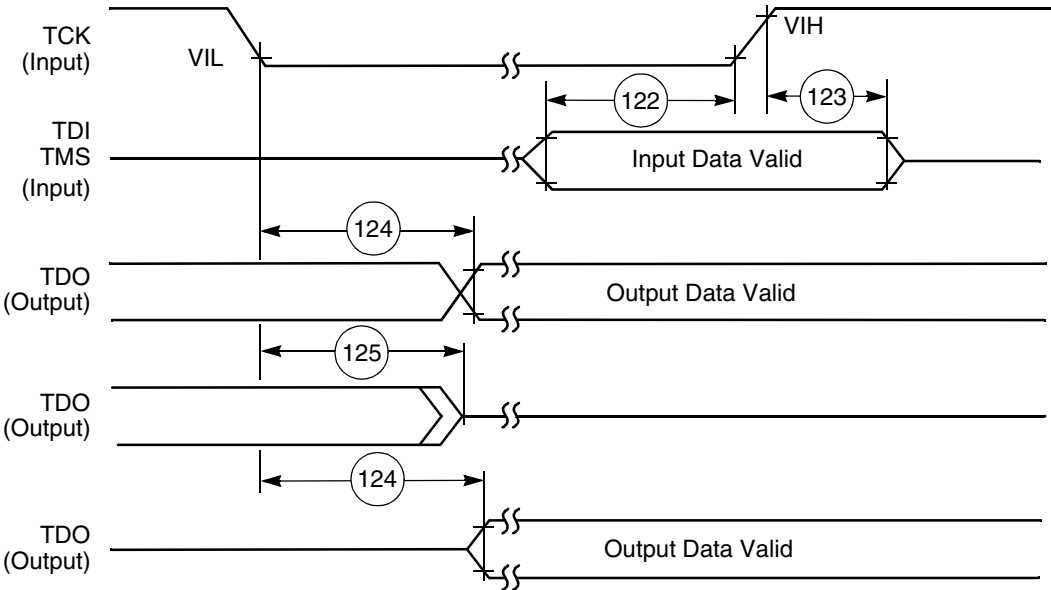 TCK
(Input)
VIL
VIH
122
123
TDI
TMS
(Input)
Input Data Valid
124
TDO
(Output)
Output Data Valid
125
TDO
(Output)
124
TDO
(Output)
Output Data Valid